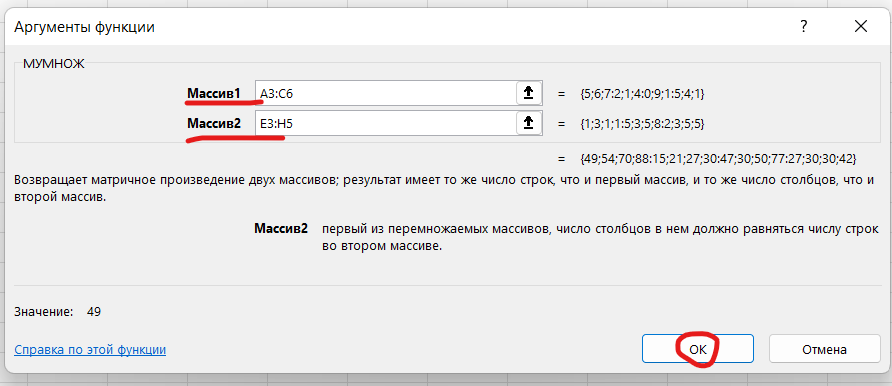 Аргументы функции
?
МУМНОЖ
Массив1 A3:C6 = {5;6;7:2;1;4:0;9;1:5;4;1}
Массив2 E3:H5 = {1;3;1;1:5;3;5;8:2;3;5;5}
= {49;54;70;88:15;21;27;30:47;30;50;77:27;30;30;42}
Возвращает матричное произведение двух массивов; результат имеет то же число строк, что и первый массив, и то же число столбцов, что и
второй массив.
Массив2 первый из перемножаемых массивов, число столбцов в нем должно равняться числу строк
во втором массиве.
Значение: 49
Справка по этой функции
ОК
Отмена